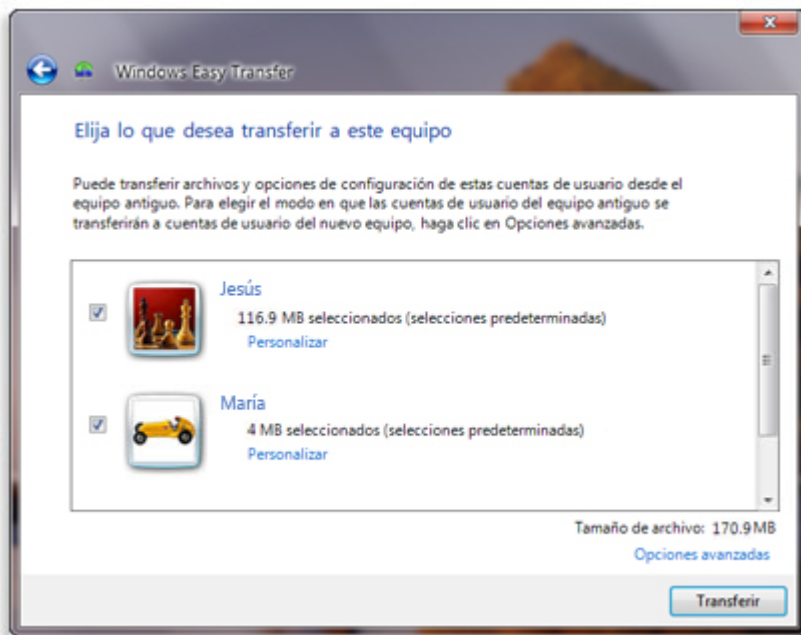 Windows Easy Transfer
Elija lo que desea transferir a este equipo
Puede transferir archivos y opciones de configuración de estas cuentas de usuario desde el
equipo antiguo. Para elegir el modo en que las cuentas de usuario del equipo antiguo se
transferirán a cuentas de usuario del nuevo equipo, haga clic en Opciones avanzadas.
Jesús
116.9 MB seleccionados (selecciones predeterminadas)
Personalizar
María
4 MB seleccionados (selecciones predeterminadas)
Personalizar
Tamaño de archivo: 170.9 MB
Opciones avanzadas
Transferir